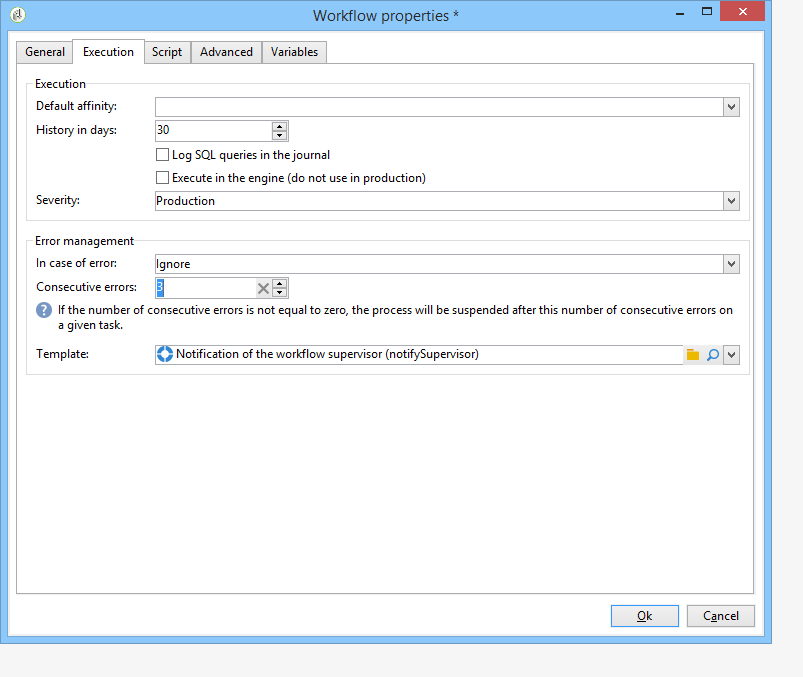 Workflow properties *
General Execution Script Advanced Variables
Execution
Default affinity:
History in days: 30
Log SQL queries in the journal
Execute in the engine (do not use in production)
Severity: Production
Error management
In case of error: Ignore
Consecutive errors: 3
? If the number of consecutive errors is not equal to zero, the process will be suspended after this number of consecutive errors on
a given task.
Template: Notification of the workflow supervisor (notifySupervisor)
Ok Cancel